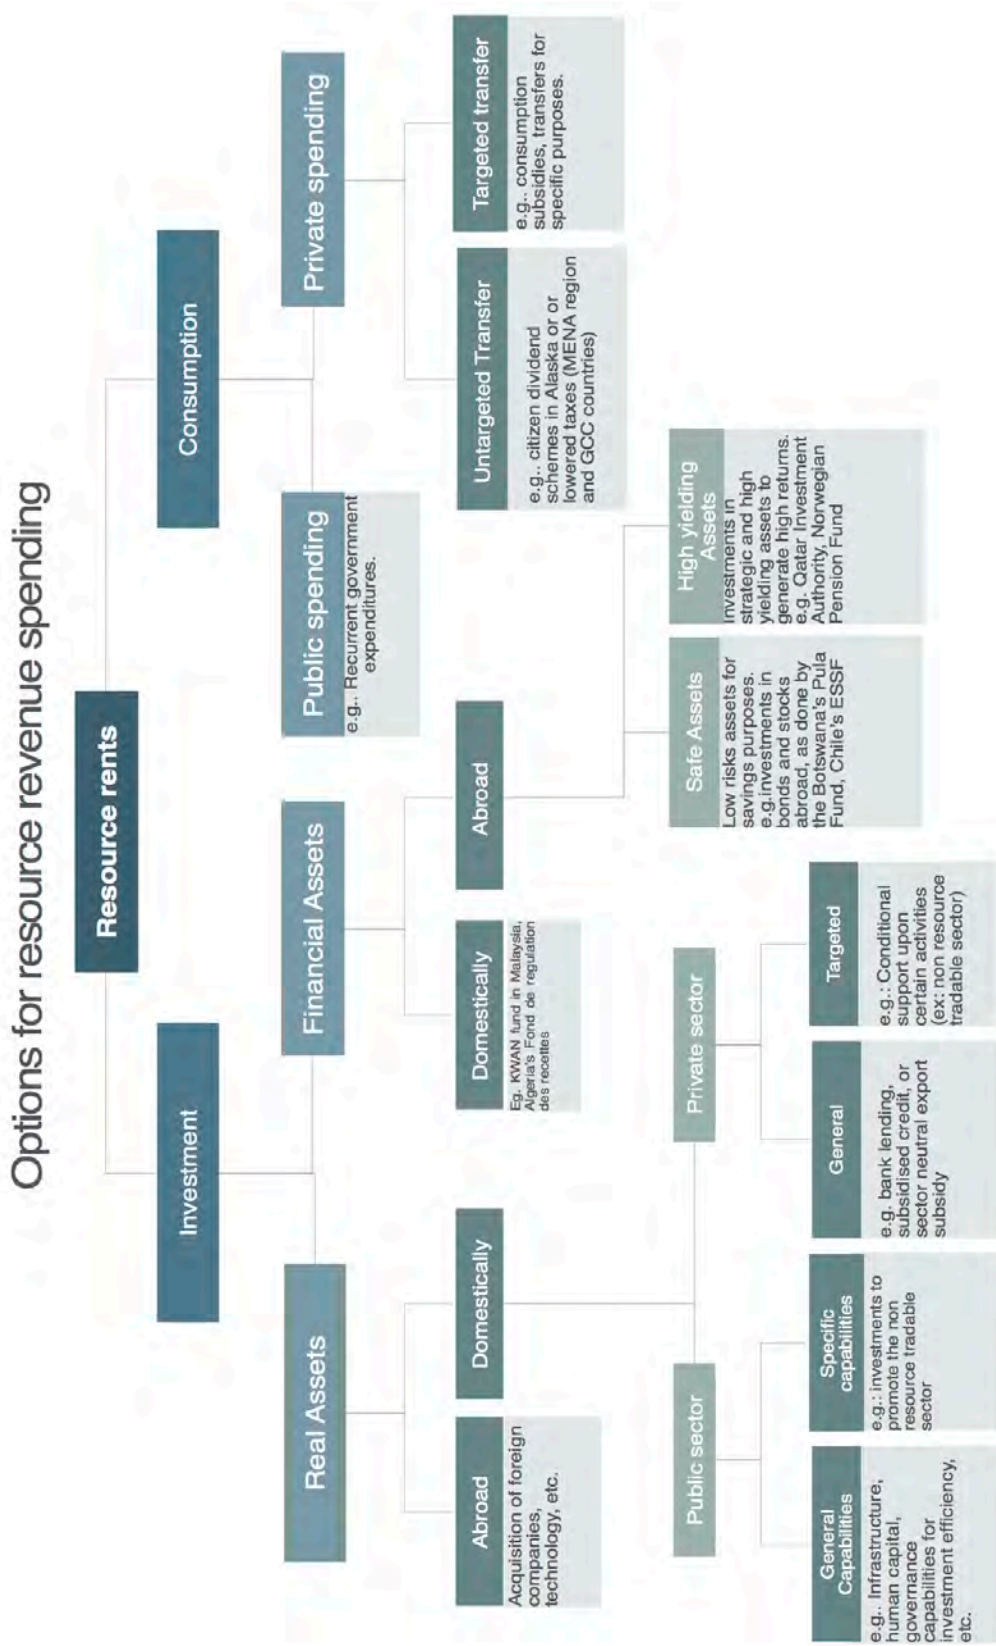 Options for resource revenue spending
Resource rents
Investment
Consumption
Real Assets
Financial Assets
Public spending
e.g.. Recurrent government
expenditures.
Private spending
Abroad
Acquisition of foreign
companies,
technology, etc.
Domestically
Domestically
Eg. KWAN fund in Malaysia,
Algeria's Fond de regulation
des recettes
Abroad
Untargeted Transfer
e.g.. citizen dividend
schemes in Alaska or or
lowered taxes (MENA region
and GCC countries)
Targeted transfer
e.g.. consumption
subsidies, transfers for
specific purposes.
Public sector
Private sector
Safe Assets
Low risks assets for
savings purposes.
e.g.investments in
bonds and stocks
abroad, as done by
the Botswana's Pula
Fund, Chile's ESSF
High yielding
Assets
Investments in
strategic and high
yielding assets to
generate high returns.
e.g. Qatar Investment
Authority, Norwegian
Pension Fund
General
Capabilities
e.g.. Infrastructure,
human capital,
governance
capabilities for
investment efficiency,
etc.
Specific
capabilities
e.g.: investments to
promote the non
resource tradable
sector
General
e.g. bank lending,
subsidised credit, or
sector neutral export
subsidy
Targeted
e.g.: Conditional
support upon
certain activities
(ex: non resource
tradable sector)